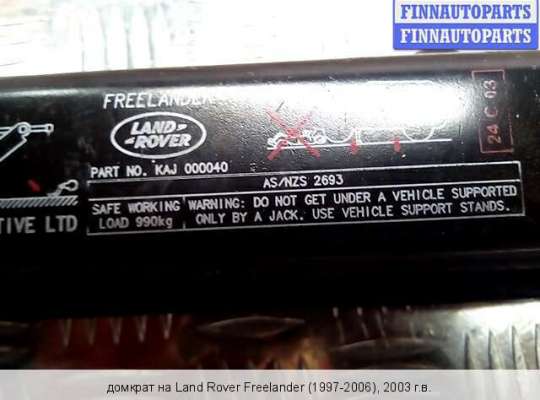 FINNAUTOPARTS
FINNAUTOPARTS
FREELANDER
LAND
ROVER
24 C 03
PART NO. KAJ 000040
AS/NZS 2693
TIVE LTD
SAFE WORKING
LOAD 990kg
WARNING: DO NOT GET UNDER A VEHICLE SUPPORTED
ONLY BY A JACK. USE VEHICLE SUPPORT STANDS.
домкрат на Land Rover Freelander (1997-2006), 2003 г.в.